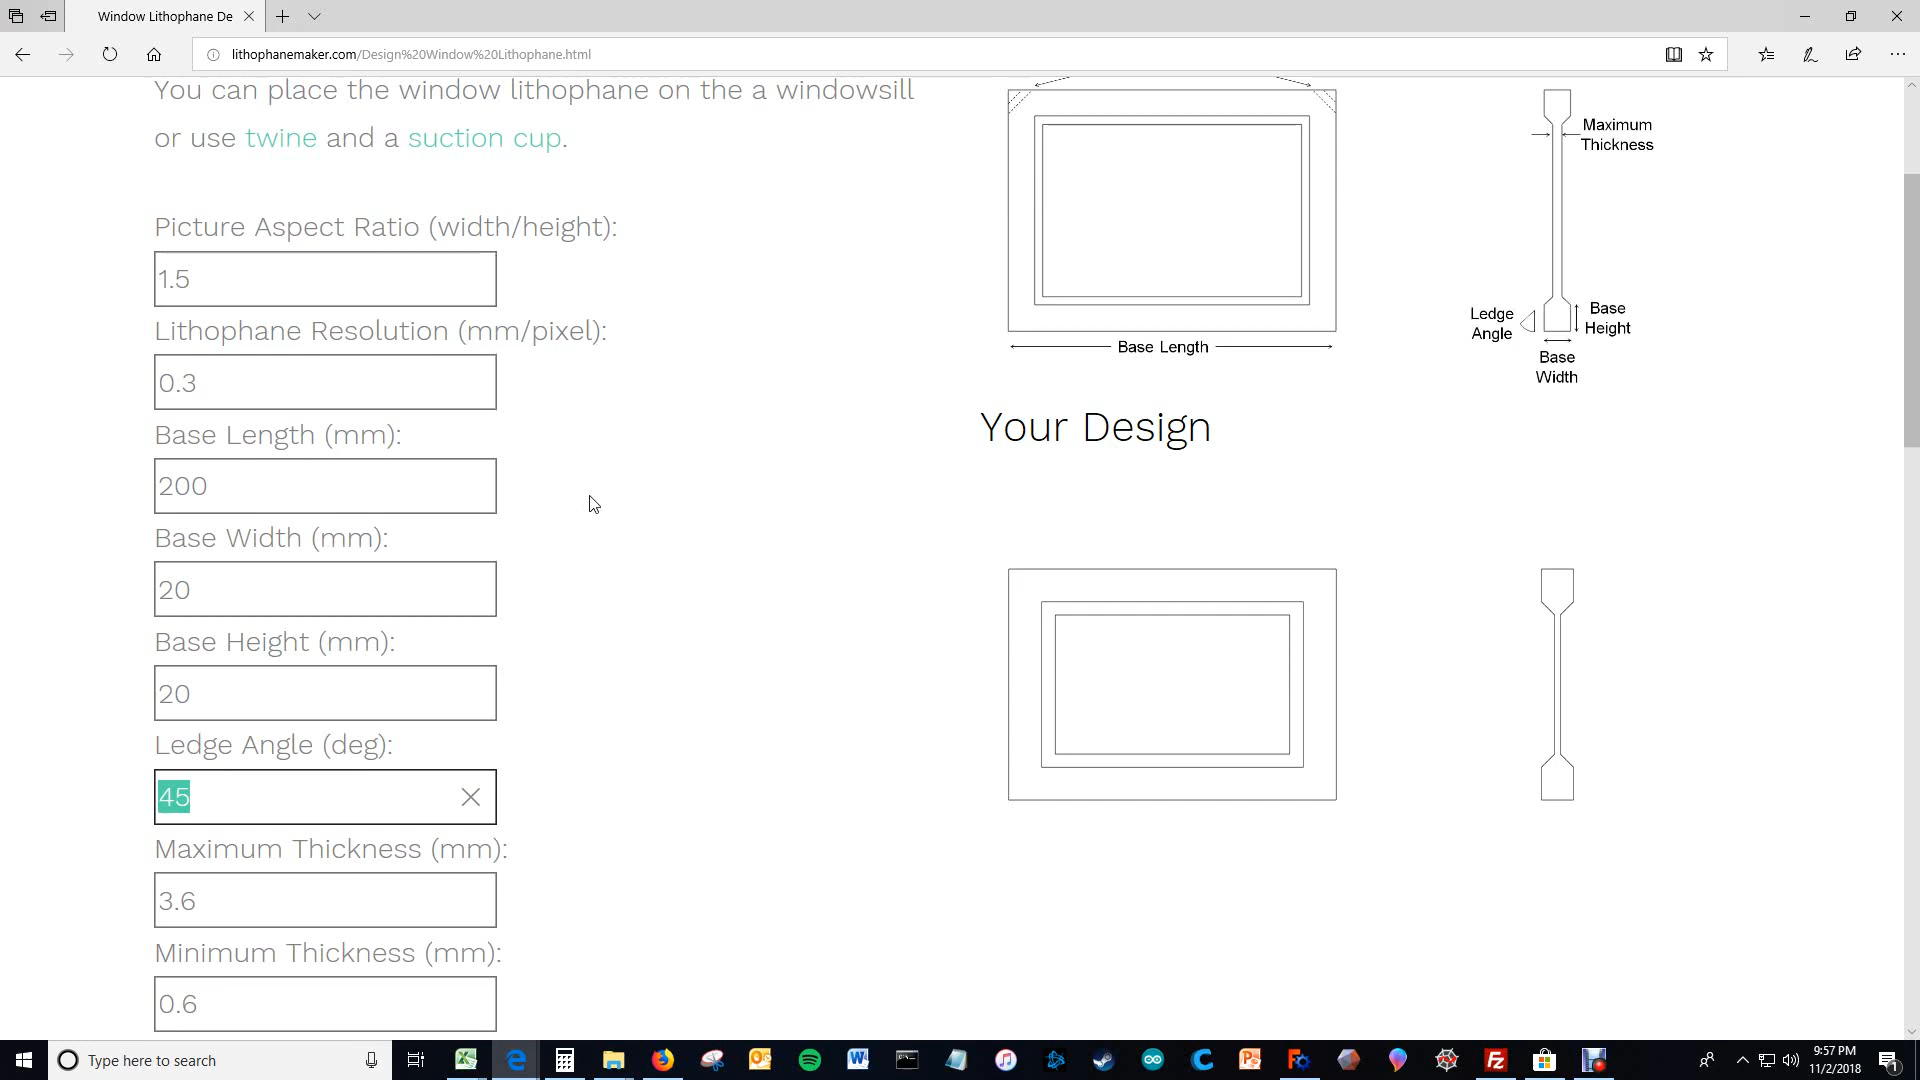 Window Lithophane De
lithophanemaker.com/Design%20Window%20Lithophane.html
You can place the window lithophane on the a windowsill
or use twine and a suction cup.
Picture Aspect Ratio (width/height):
1.5
Lithophane Resolution (mm/pixel):
0.3
Base Length (mm):
200
Base Width (mm):
20
Base Height (mm):
20
Ledge Angle (deg):
45
Maximum Thickness (mm):
3.6
Minimum Thickness (mm):
0.6
Base Length
Maximum
Thickness
Ledge
Angle
Base
Height
Base
Width
Your Design
Type here to search
9:57 PM
11/2/2018
1